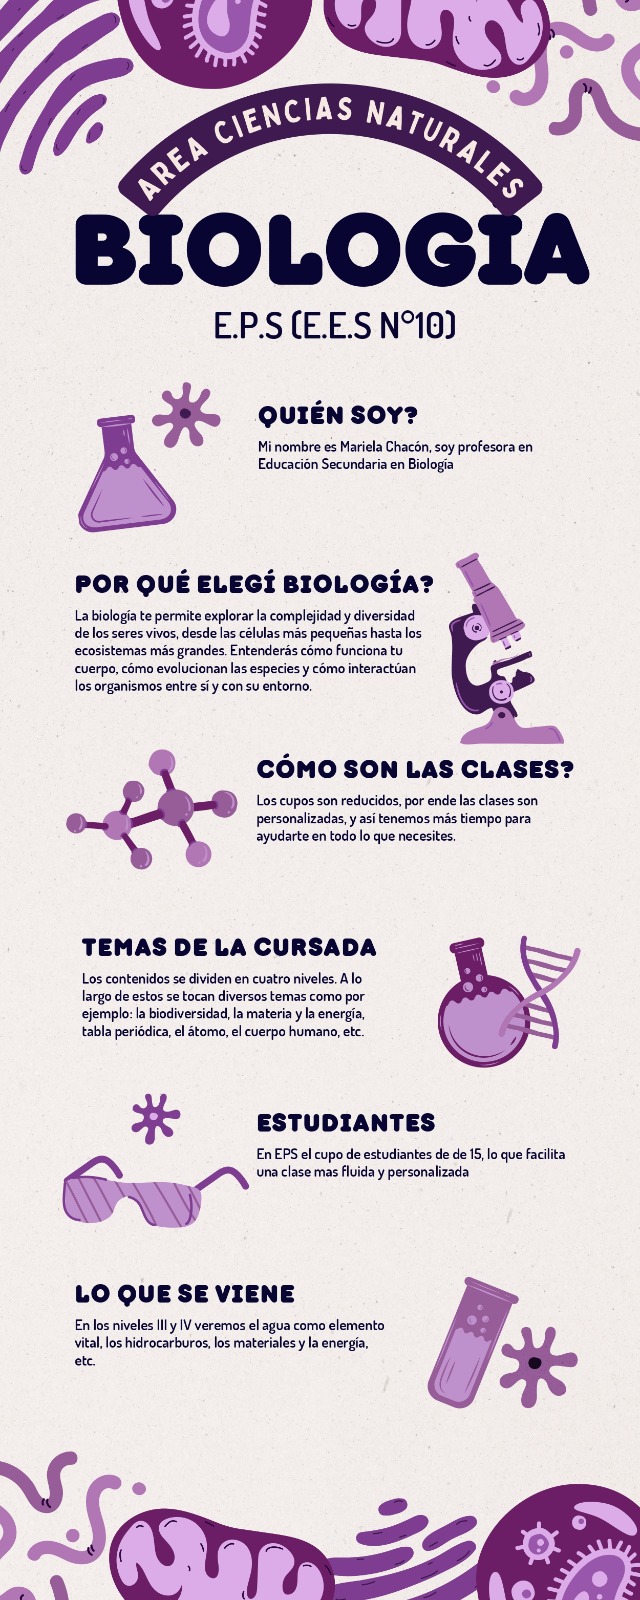 AREA CIENCIAS NATURALES
BIOLOGIA
E.P.S (E.E.S N°10)
QUIÉN SOY?
Mi nombre es Mariela Chacón, soy profesora en
Educación Secundaria en Biología
POR QUÉ ELEGÍ BIOLOGÍA?
La biología te permite explorar la complejidad y diversidad
de los seres vivos, desde las células más pequeñas hasta los
ecosistemas más grandes. Entenderás cómo funciona tu
cuerpo, cómo evolucionan las especies y cómo interactúan
los organismos entre sí y con su entorno.
CÓMO SON LAS CLASES?
Los cupos son reducidos, por ende las clases son
personalizadas, y así tenemos más tiempo para
ayudarte en todo lo que necesites.
TEMAS DE LA CURSADA
Los contenidos se dividen en cuatro niveles. A lo
largo de estos se tocan diversos temas como por
ejemplo: la biodiversidad, la materia y la energía,
tabla periódica, el átomo, el cuerpo humano, etc.
ESTUDIANTES
En EPS el cupo de estudiantes de de 15, lo que facilita
una clase mas fluida y personalizada
LO QUE SE VIENE
En los niveles III y IV veremos el agua como elemento
vital, los hidrocarburos, los materiales y la energía,
etc.